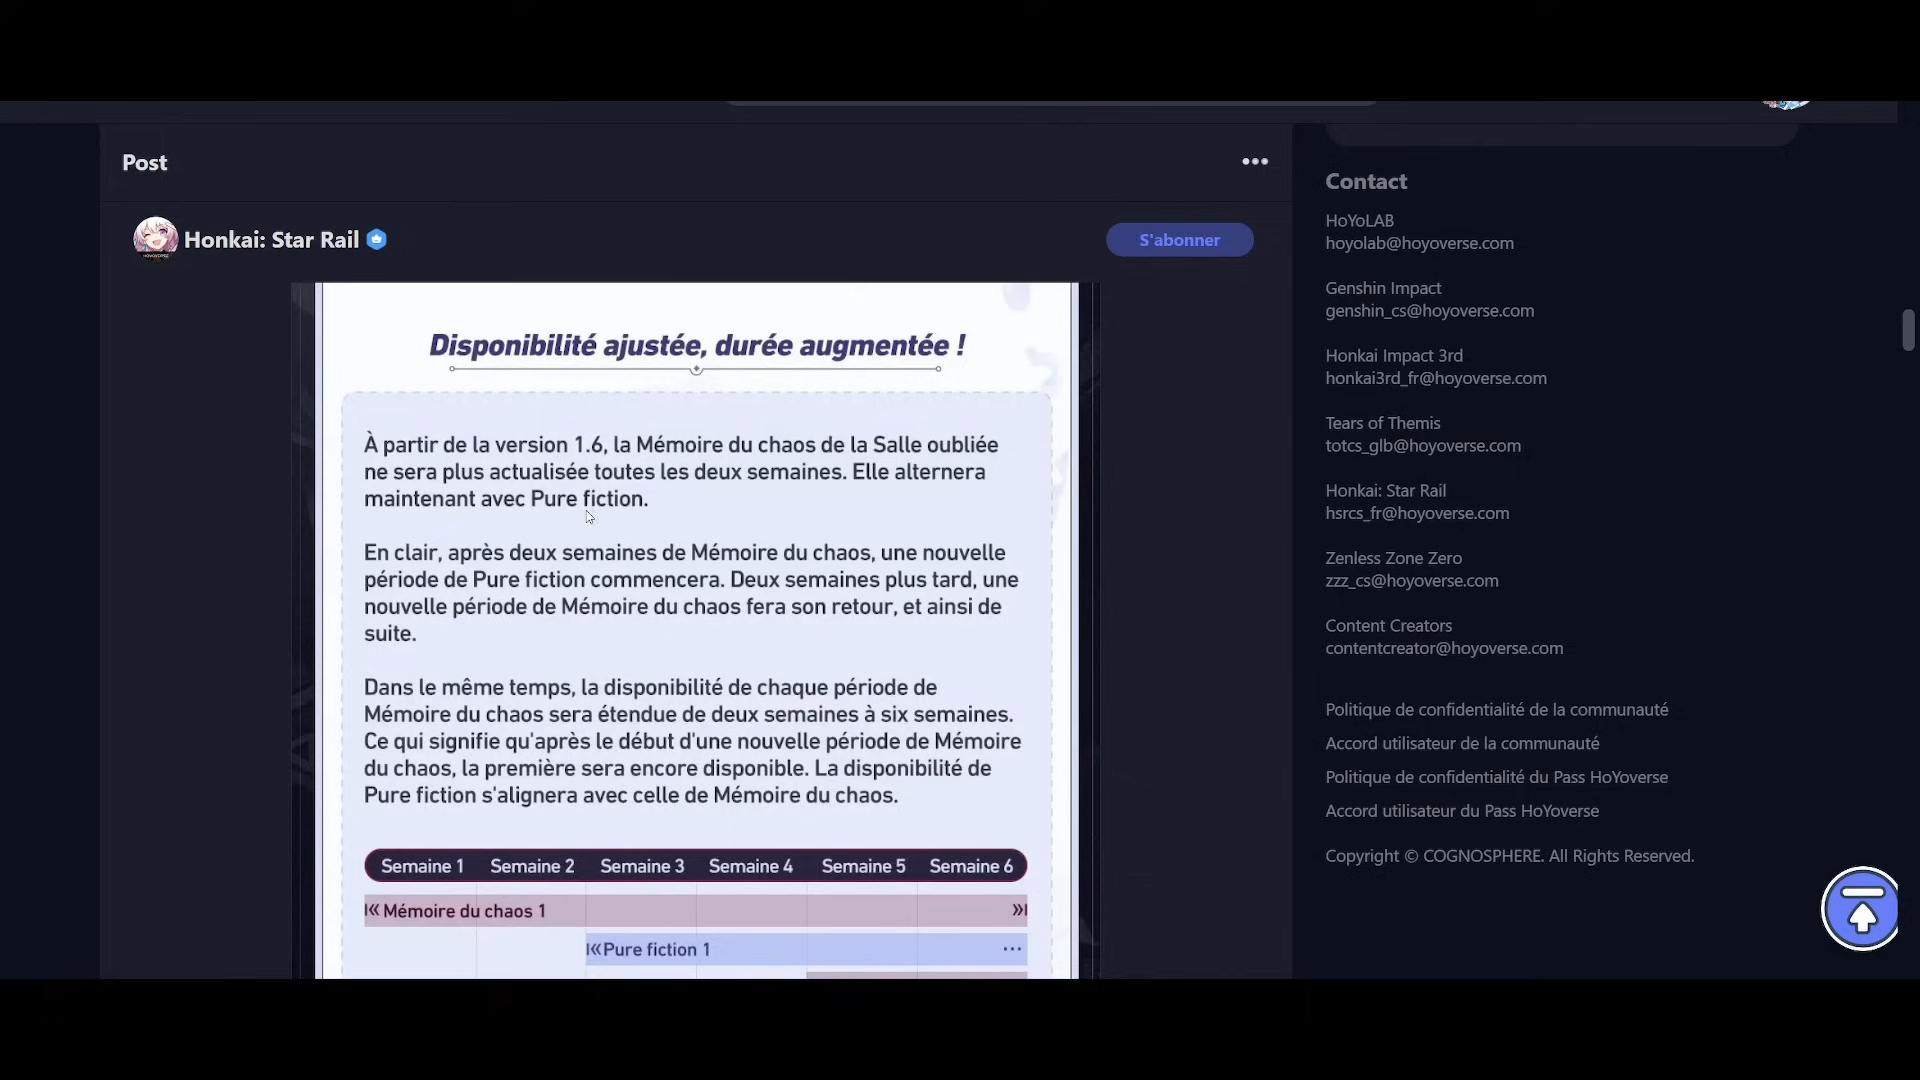 Post
Honkai: Star Rail
S'abonner
Disponibilité ajustée, durée augmentée !
À partir de la version 1.6, la Mémoire du chaos de la Salle oubliée
ne sera plus actualisée toutes les deux semaines. Elle alternera
maintenant avec Pure fiction.
En clair, après deux semaines de Mémoire du chaos, une nouvelle
période de Pure fiction commencera. Deux semaines plus tard, une
nouvelle période de Mémoire du chaos fera son retour, et ainsi de
suite.
Dans le même temps, la disponibilité de chaque période de
Mémoire du chaos sera étendue de deux semaines à six semaines.
Ce qui signifie qu'après le début d'une nouvelle période de Mémoire
du chaos, la première sera encore disponible. La disponibilité de
Pure fiction s'alignera avec celle de Mémoire du chaos.
Semaine 1 Semaine 2 Semaine 3 Semaine 4 Semaine 5 Semaine 6
Mémoire du chaos 1
Pure fiction 1
Contact
HoYoLAB
hoyolab@hoyoverse.com
Genshin Impact
genshin_cs@hoyoverse.com
Honkai Impact 3rd
honkai3rd_fr@hoyoverse.com
Tears of Themis
totcs_glb@hoyoverse.com
Honkai: Star Rail
hsrcs_fr@hoyoverse.com
Zenless Zone Zero
zzz_cs@hoyoverse.com
Content Creators
contentcreator@hoyoverse.com
Politique de confidentialité de la communauté
Accord utilisateur de la communauté
Politique de confidentialité du Pass HoYoverse
Accord utilisateur du Pass HoYoverse
Copyright © COGNOSPHERE. All Rights Reserved.